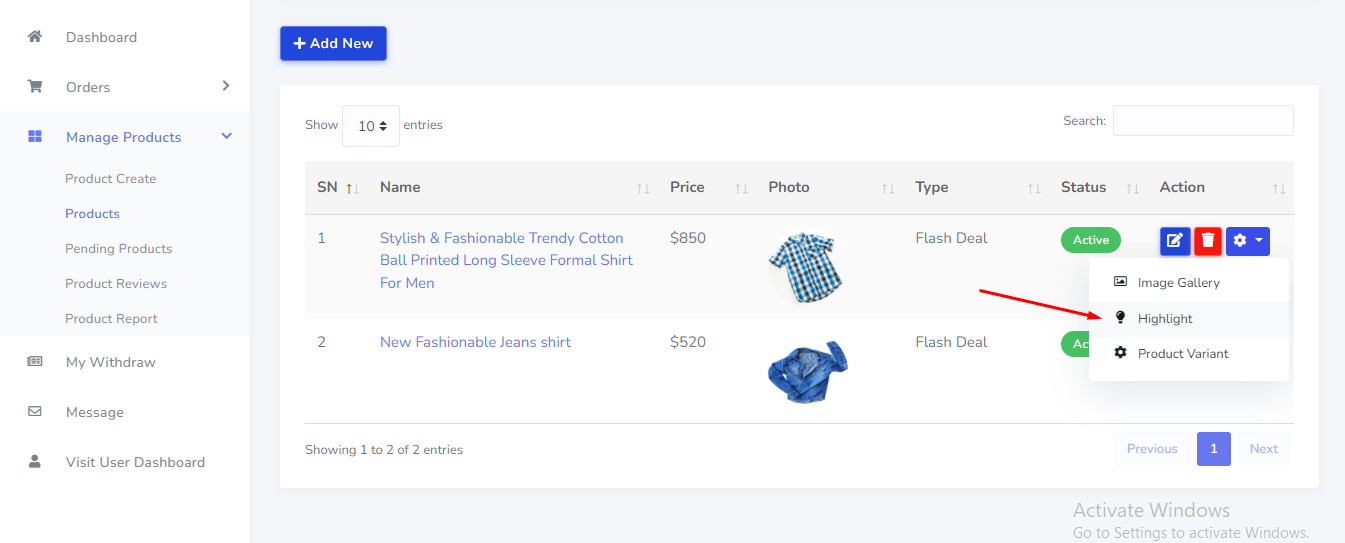 Dashboard
Orders
Manage Products
Product Create
Products
Pending Products
Product Reviews
Product Report
My Withdraw
Message
Visit User Dashboard
Add New
Show 10 entries
Search:
SN Name Price Photo Type Status Action
1 Stylish & Fashionable Trendy Cotton $850 Flash Deal Active
Ball Printed Long Sleeve Formal Shirt
For Men
Image Gallery
Highlight
Product Variant
2 New Fashionable Jeans shirt $520 Flash Deal
Showing 1 to 2 of 2 entries
Previous 1 Next
Activate Windows
Go to Settings to activate Windows.